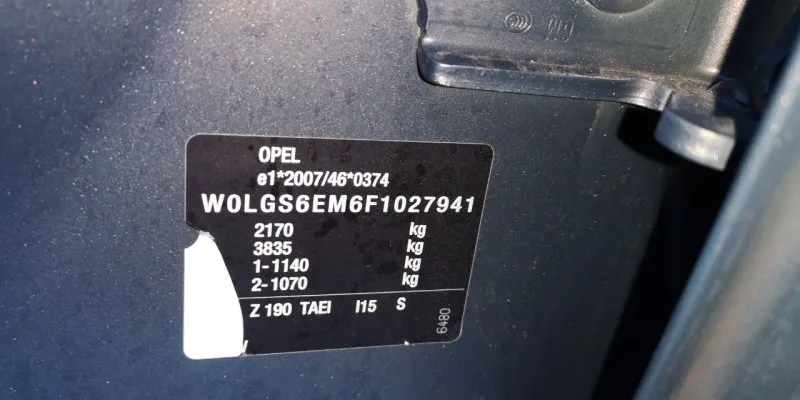 OPEL
e1*2007/46*0374
W0LGS6EM6F1027941
2170 kg
3835 kg
1-1140 kg
2-1070 kg
Z 190 TAEI I15 S
6480